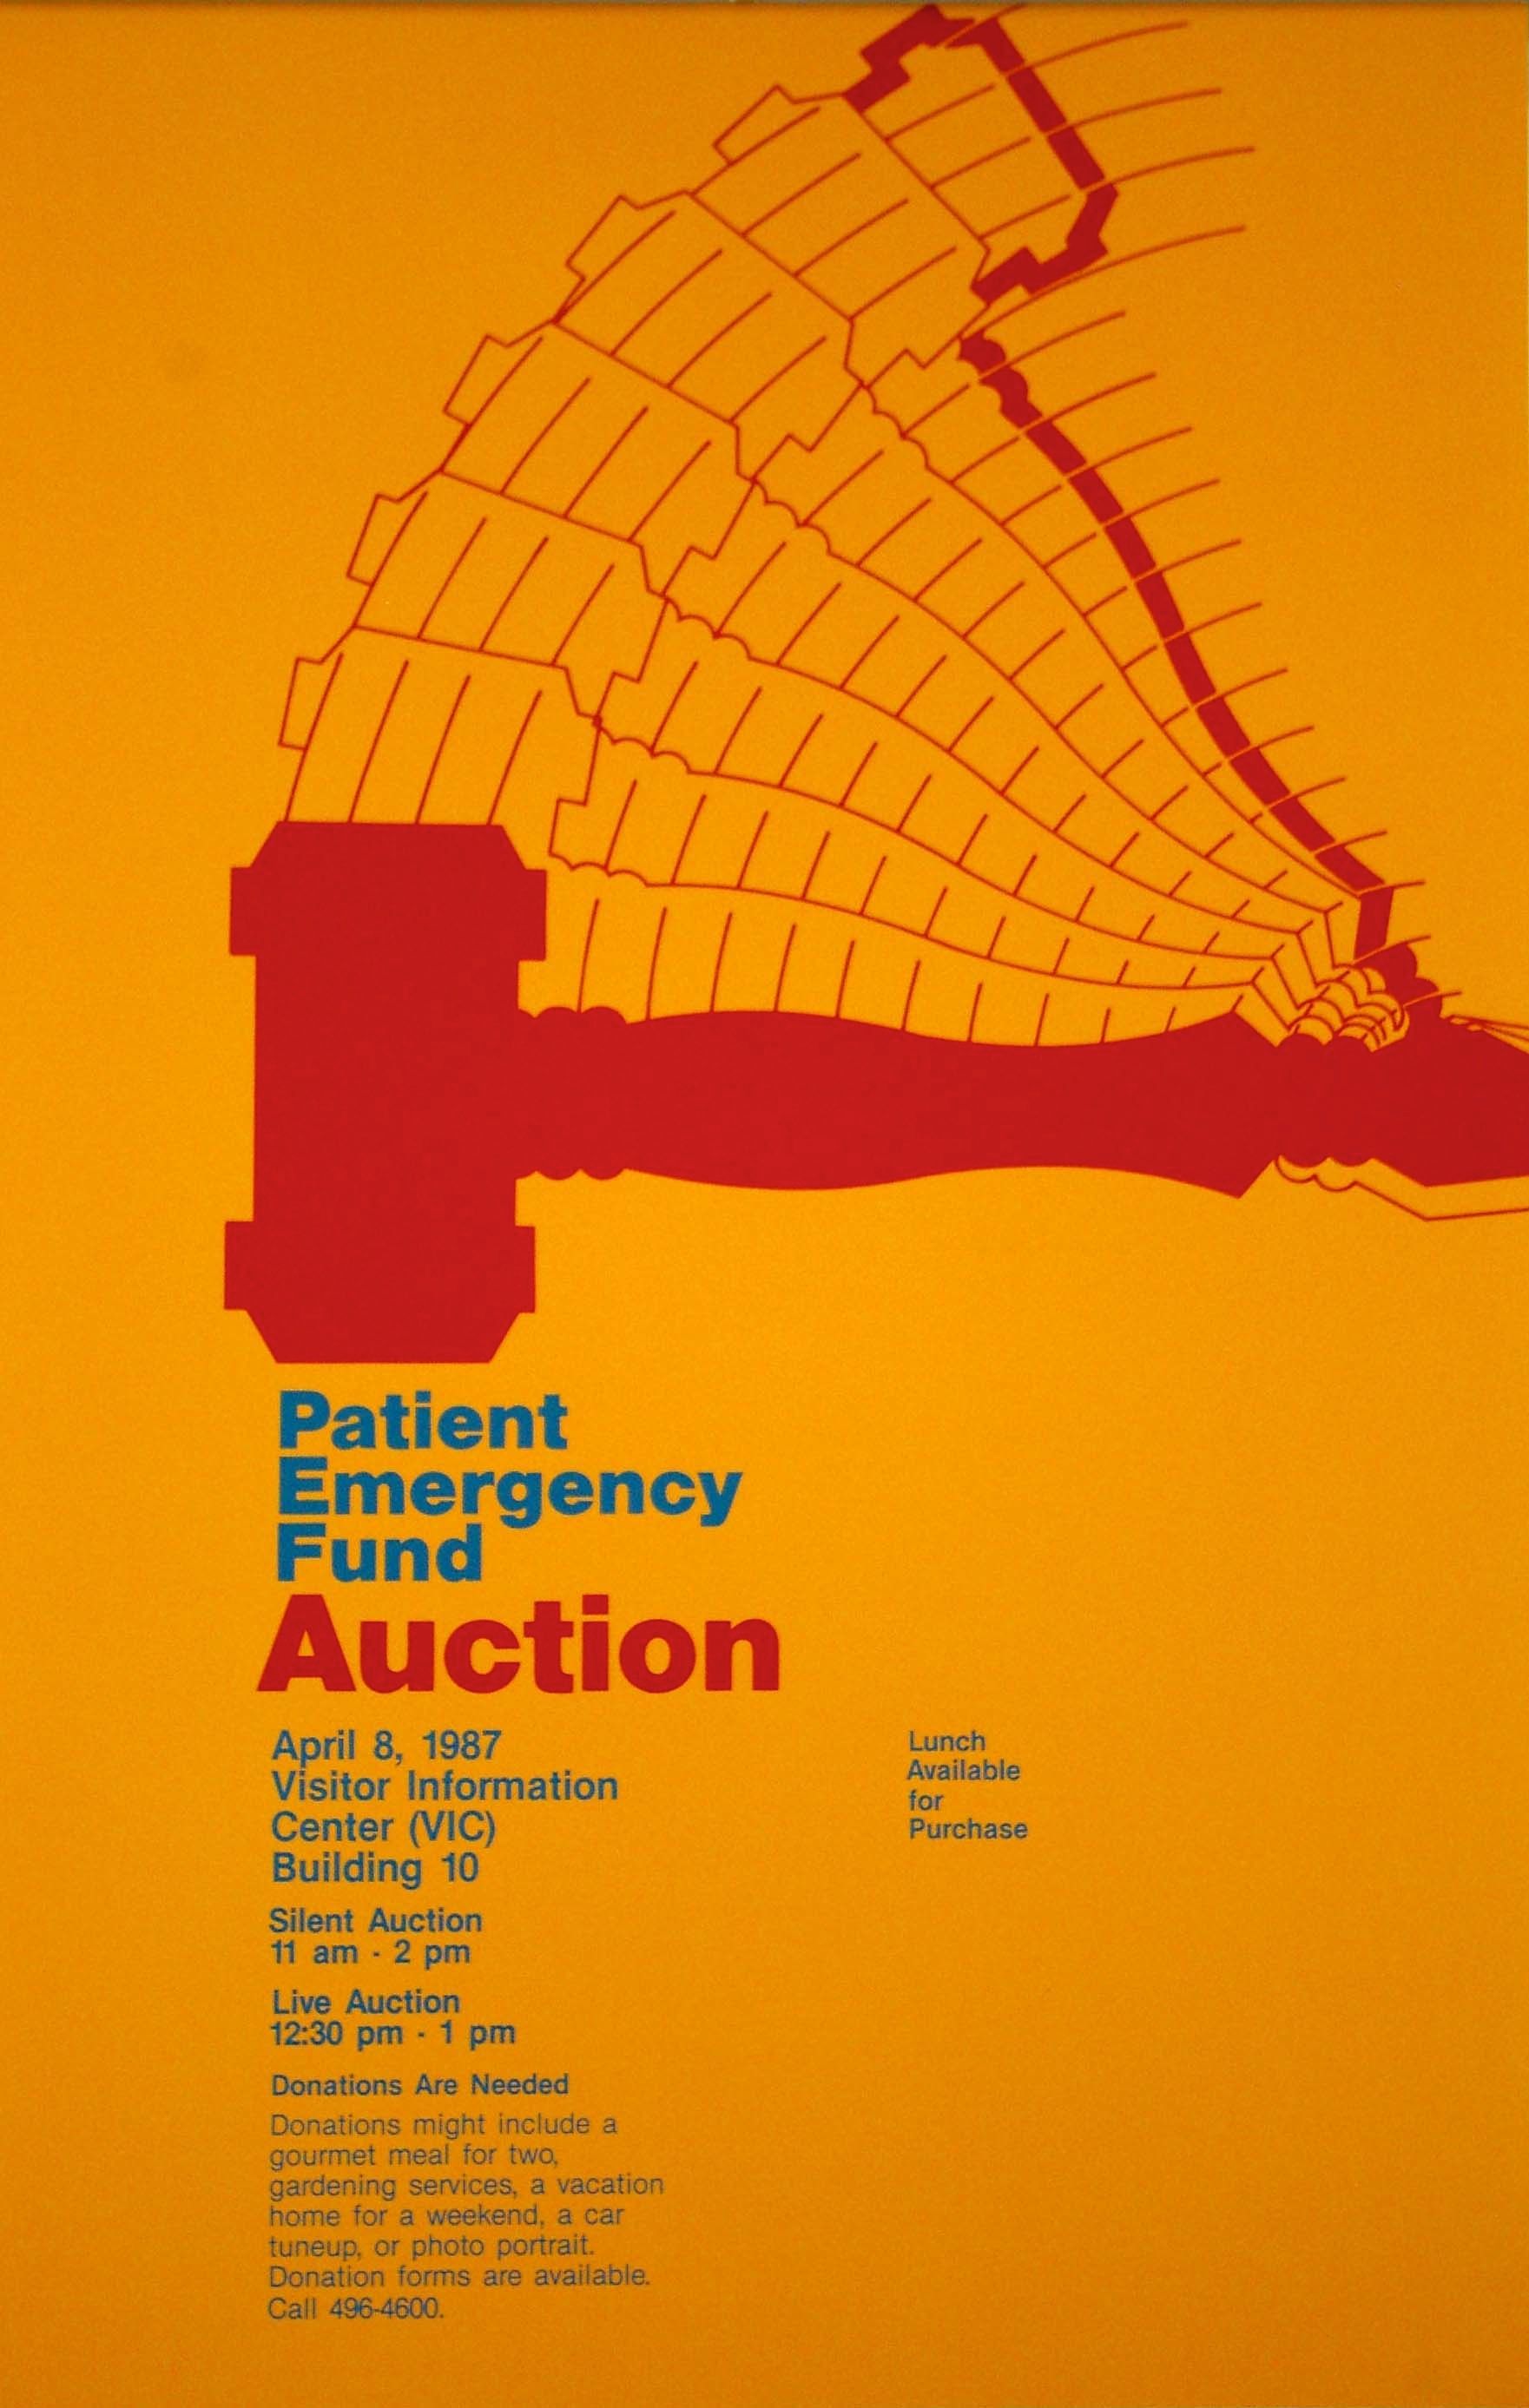 Patient
Emergency
Fund
Auction
April 8, 1987
Visitor Information
Center (VIC)
Building 10
Silent Auction
11 am - 2 pm
Live Auction
12:30 pm - 1 pm
Donations Are Needed
Donations might include a
gourmet meal for two,
gardening services, a vacation
home for a weekend, a car
tuneup, or photo portrait.
Donation forms are available.
Call 496-4600.
Lunch
Available
for
Purchase